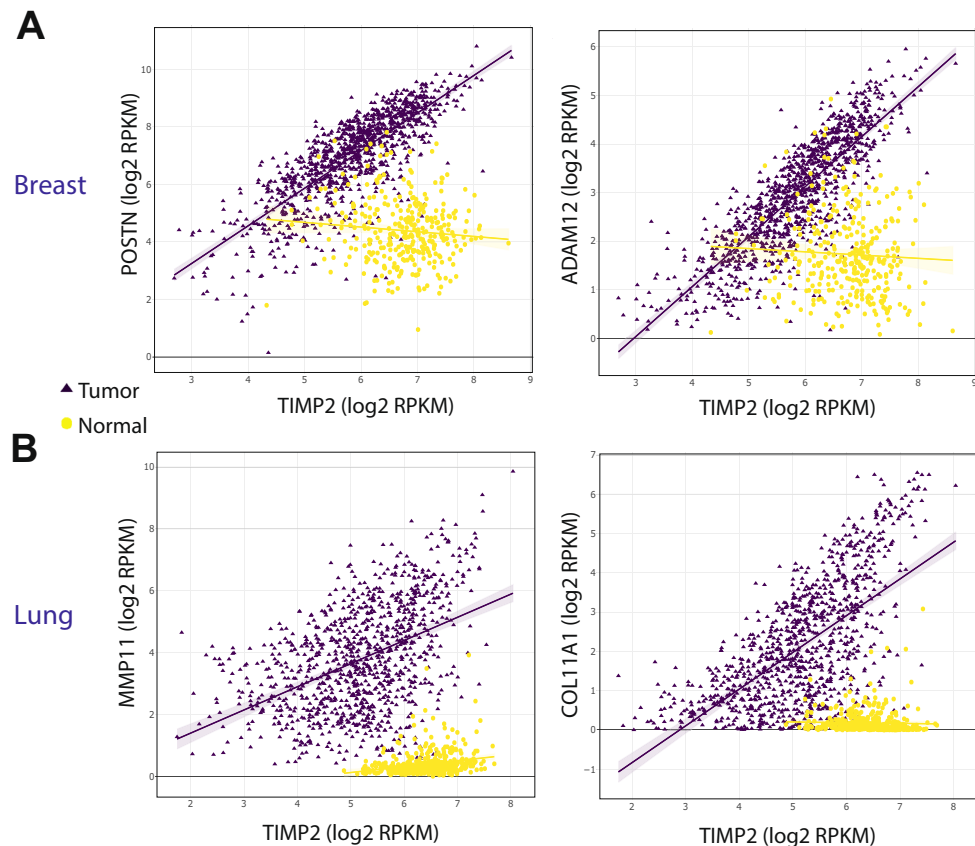 A
POSTN (log2 RPKM)
10
8
6
4
2
0
3 4 5 6 7 8 9
TIMP2 (log2 RPKM)
ADAM12 (log2 RPKM)
6
5
4
3
2
1
0
3 4 5 6 7 8 9
TIMP2 (log2 RPKM)
Breast
Tumor
Normal
B
MMP11 (log2 RPKM)
10
8
6
4
2
0
2 3 4 5 6 7 8
TIMP2 (log2 RPKM)
COL11A1 (log2 RPKM)
7
6
5
4
3
2
1
0
−1
2 3 4 5 6 7 8
TIMP2 (log2 RPKM)
Lung